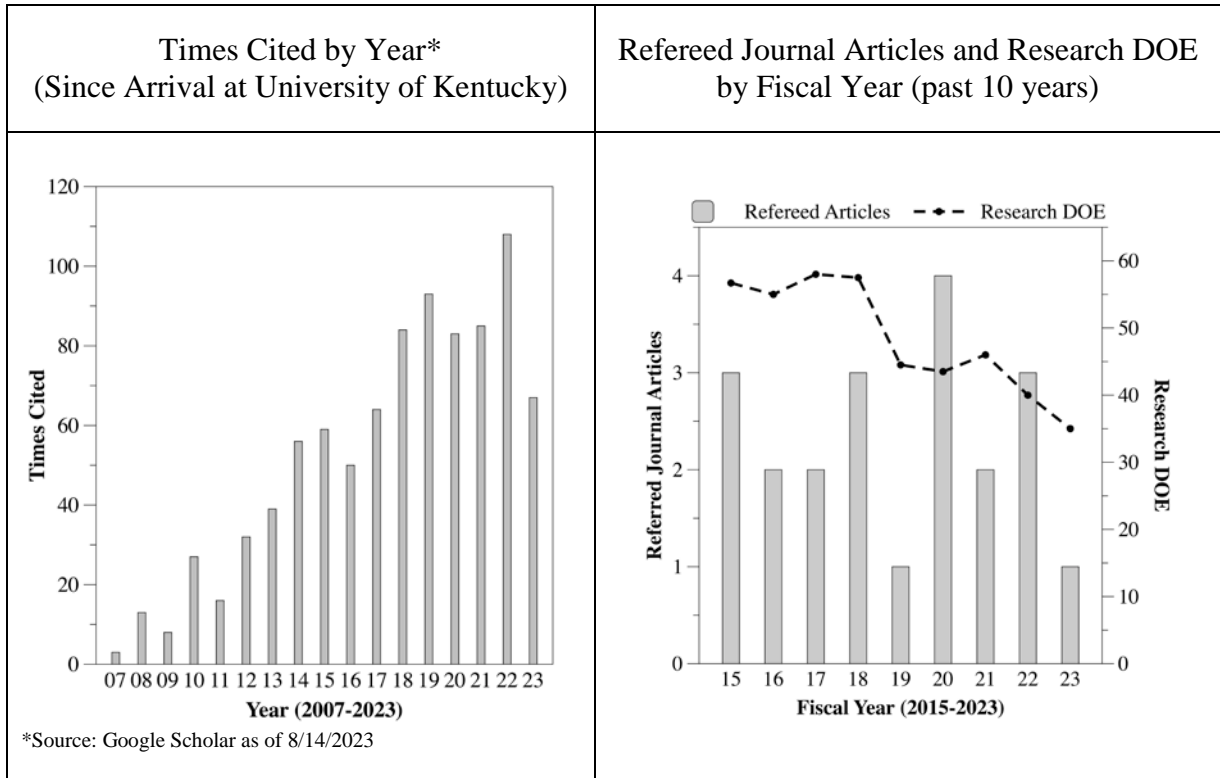 Times Cited by Year*
(Since Arrival at University of Kentucky)
Refereed Journal Articles and Research DOE
by Fiscal Year (past 10 years)
120
100
80
60
40
20
0
Times Cited
07 08 09 10 11 12 13 14 15 16 17 18 19 20 21 22 23
Year (2007-2023)
*Source: Google Scholar as of 8/14/2023
Refereed Articles Research DOE
4
3
2
1
0
Referred Journal Articles
60
50
40
30
20
10
0
Research DOE
15 16 17 18 19 20 21 22 23
Fiscal Year (2015-2023)